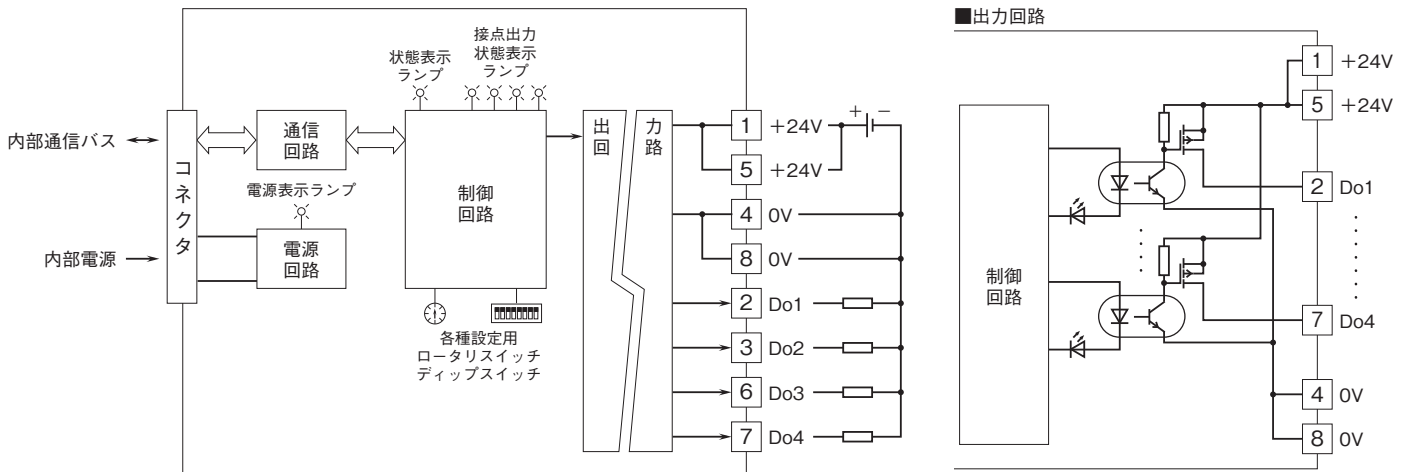 内部通信バス
内部電源
コネクタ
通信
回路
電源表示ランプ
電源
回路
状態表示
ランプ
接点出力
状態表示
ランプ
制御
回路
各種設定用
ロータリスイッチ
ディップスイッチ
出力
回路
+ −
1 +24V
5 +24V
4 0V
8 0V
2 Do1
3 Do2
6 Do3
7 Do4
■出力回路
制御
回路
1 +24V
5 +24V
2 Do1
7 Do4
4 0V
8 0V